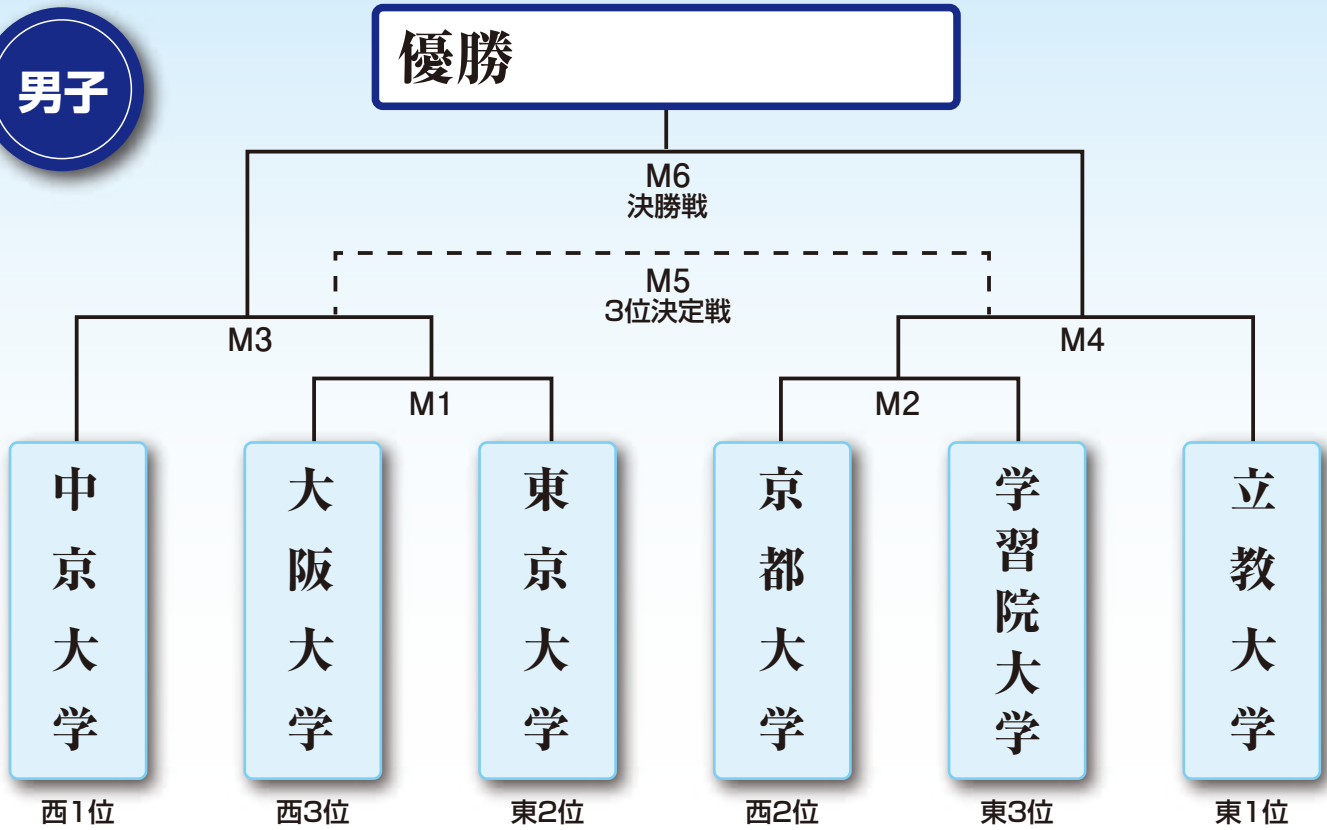 男子
優勝
M6
決勝戦
M5
3位決定戦
M3
M4
M1
M2
中京大学
大阪大学
東京大学
京都大学
学習院大学
立教大学
西1位
西3位
東2位
西2位
東3位
東1位